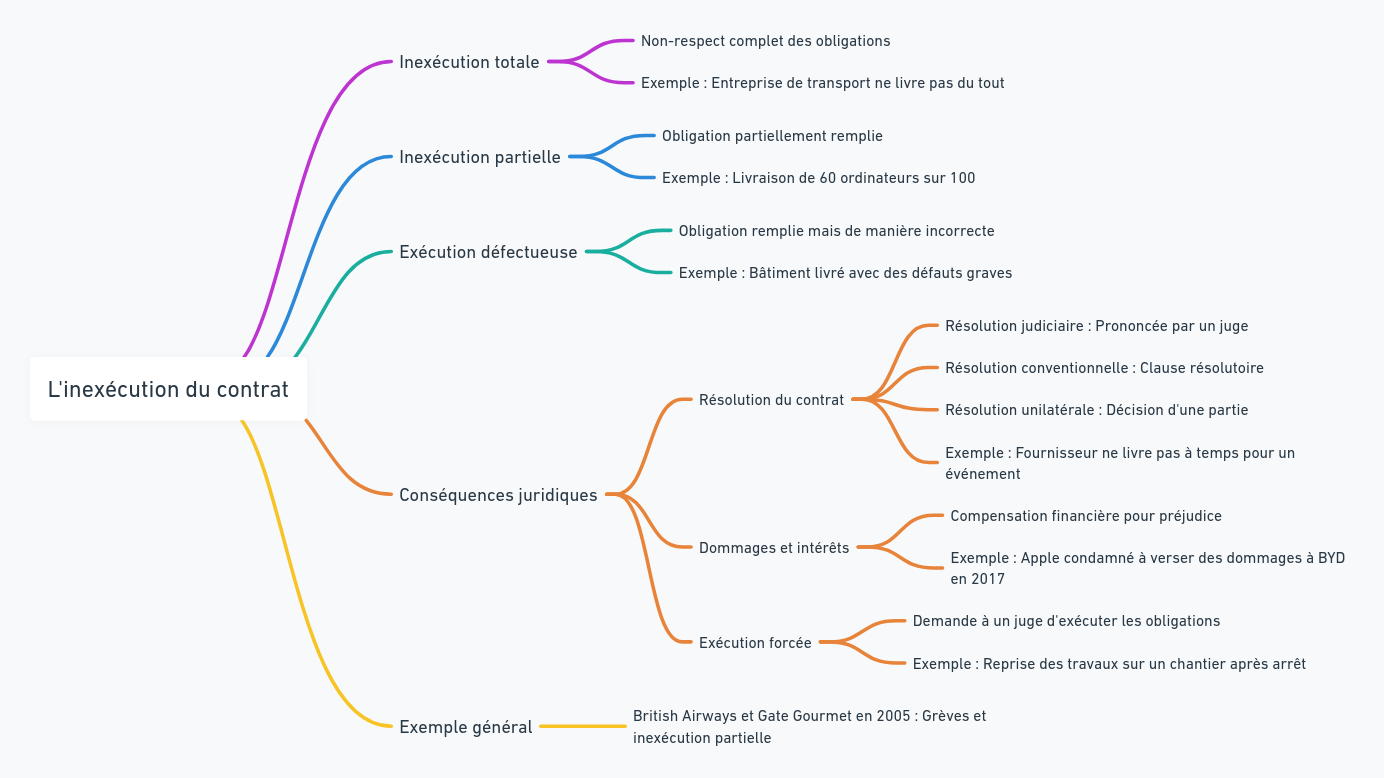 Non-respect complet des obligations
Inexécution totale
Exemple : Entreprise de transport ne livre pas du tout
Obligation partiellement remplie
Inexécution partielle
Exemple : Livraison de 60 ordinateurs sur 100
Obligation remplie mais de manière incorrecte
Exécution défectueuse
Exemple : Bâtiment livré avec des défauts graves
L'inexécution du contrat
Conséquences juridiques
Résolution du contrat
Résolution judiciaire : Prononcée par un juge
Résolution conventionnelle : Clause résolutoire
Résolution unilatérale : Décision d'une partie
Exemple : Fournisseur ne livre pas à temps pour un
événement
Dommages et intérêts
Compensation financière pour préjudice
Exemple : Apple condamné à verser des dommages à BYD
en 2017
Exécution forcée
Demande à un juge d'exécuter les obligations
Exemple : Reprise des travaux sur un chantier après arrêt
Exemple général
British Airways et Gate Gourmet en 2005 : Grèves et
inexécution partielle